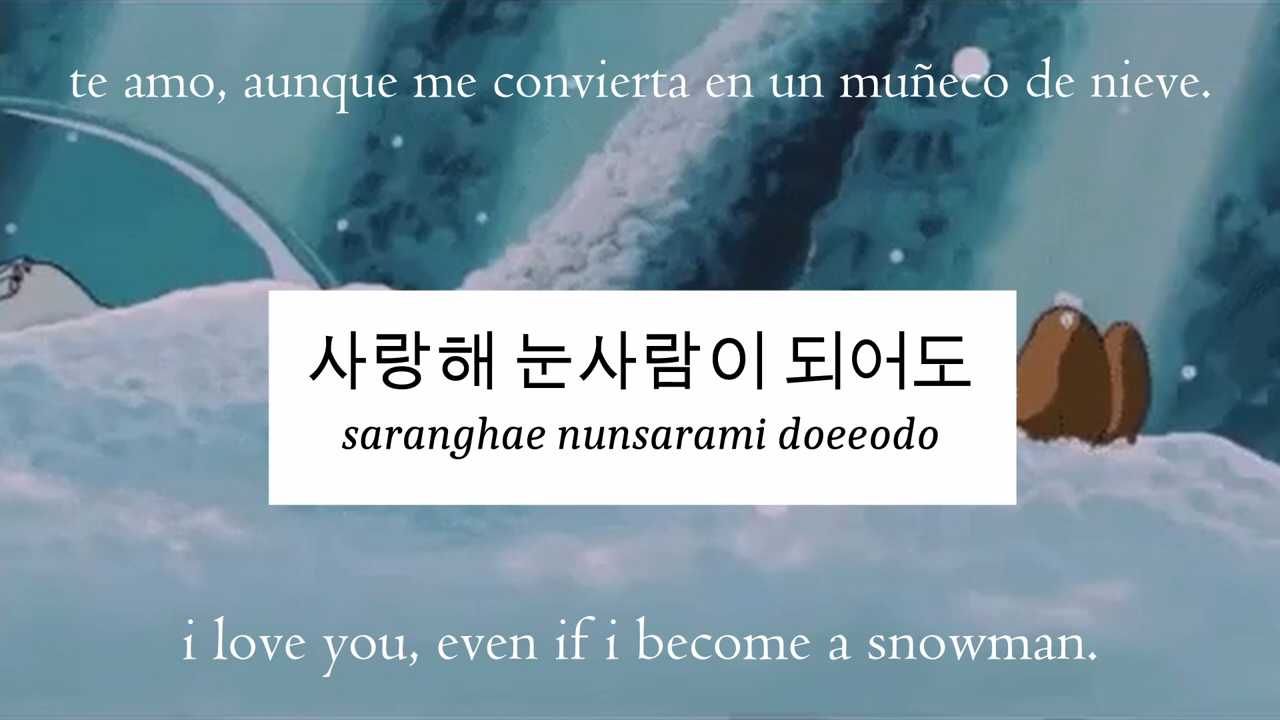 te amo, aunque me convierta en un muñeco de nieve.
사랑해 눈사람이 되어도
saranghae nunsarami doeeodo
i love you, even if i become a snowman.